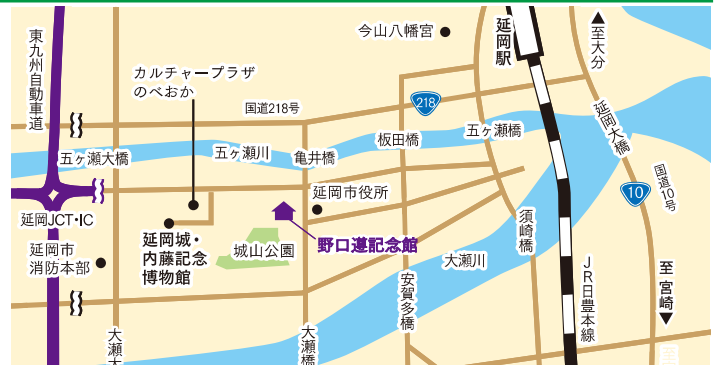 東九州自動車道
今山八幡宮
延岡駅
▲至大分
カルチャープラザ
のべおか
国道218号
218
延岡大橋
五ヶ瀬大橋
五ヶ瀬川
亀井橋
板田橋
五ヶ瀬橋
国道10号
10
延岡JCT・IC
延岡市役所
延岡城・
内藤記念
博物館
城山公園
野口遵記念館
須崎橋
延岡市
消防本部
大瀬川
安賀多橋
JR日豊本線
至宮崎▼
大瀬大
大瀬橋